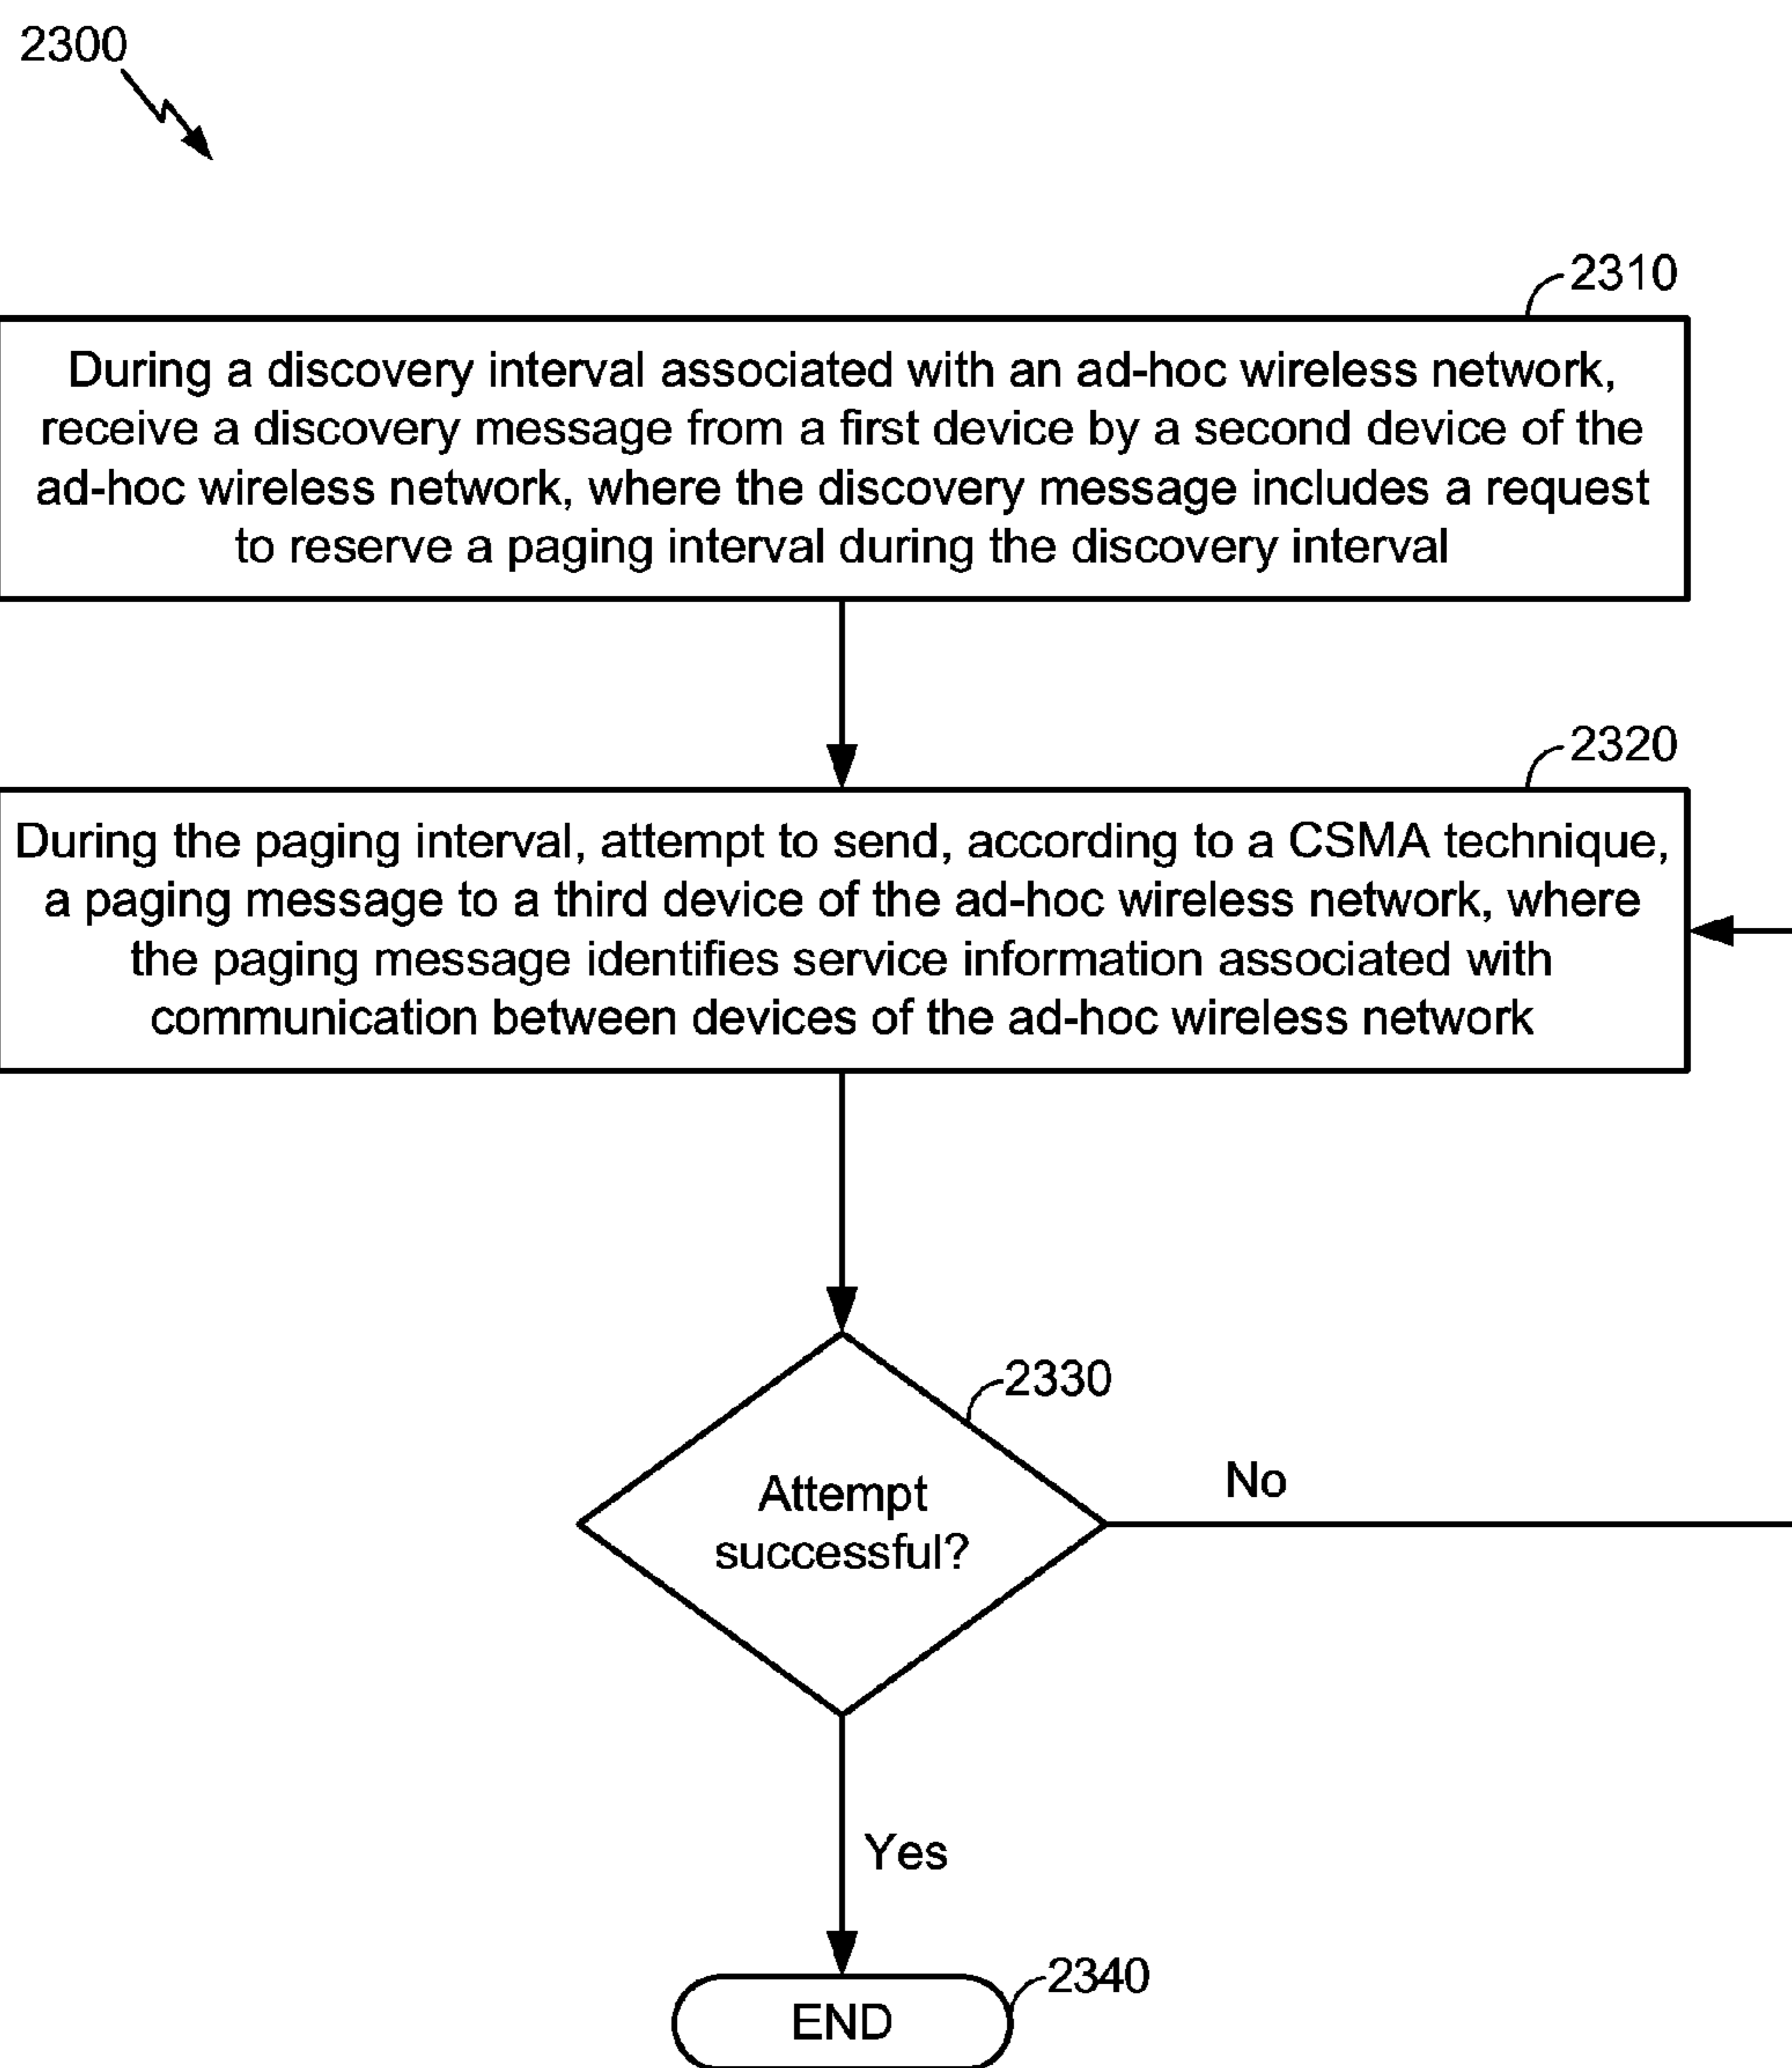 2300
2310
During a discovery interval associated with an ad-hoc wireless network,
receive a discovery message from a first device by a second device of the
ad-hoc wireless network, where the discovery message includes a request
to reserve a paging interval during the discovery interval
2320
During the paging interval, attempt to send, according to a CSMA technique,
a paging message to a third device of the ad-hoc wireless network, where
the paging message identifies service information associated with
communication between devices of the ad-hoc wireless network
2330
Attempt
successful?
No
Yes
2340
END